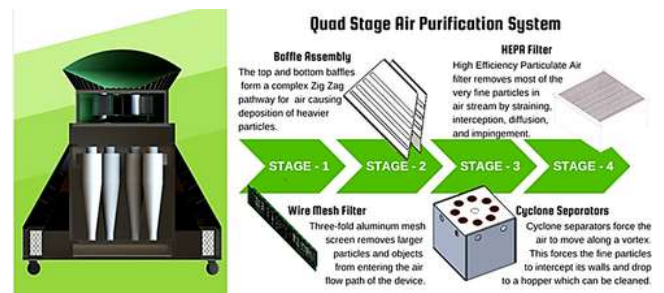 Quad Stage Air Purification System
Baffle Assembly
The top and bottom baffles
form a complex Zig Zag
pathway for air causing
deposition of heavier
particles.
HEPA Filter
High Efficiency Particulate Air
filter removes most of the
very fine particles in
air stream by straining,
interception, diffusion,
and impingement.
STAGE - 1
STAGE - 2
STAGE - 3
STAGE - 4
Wire Mesh Filter
Three-fold aluminum mesh
screen removes larger
particles and objects
from entering the air
flow path of the device.
Cyclone Separators
Cyclone separators force the
air to move along a vortex.
This forces the fine particles
to intercept its walls and drop
to a hopper which can be cleaned.